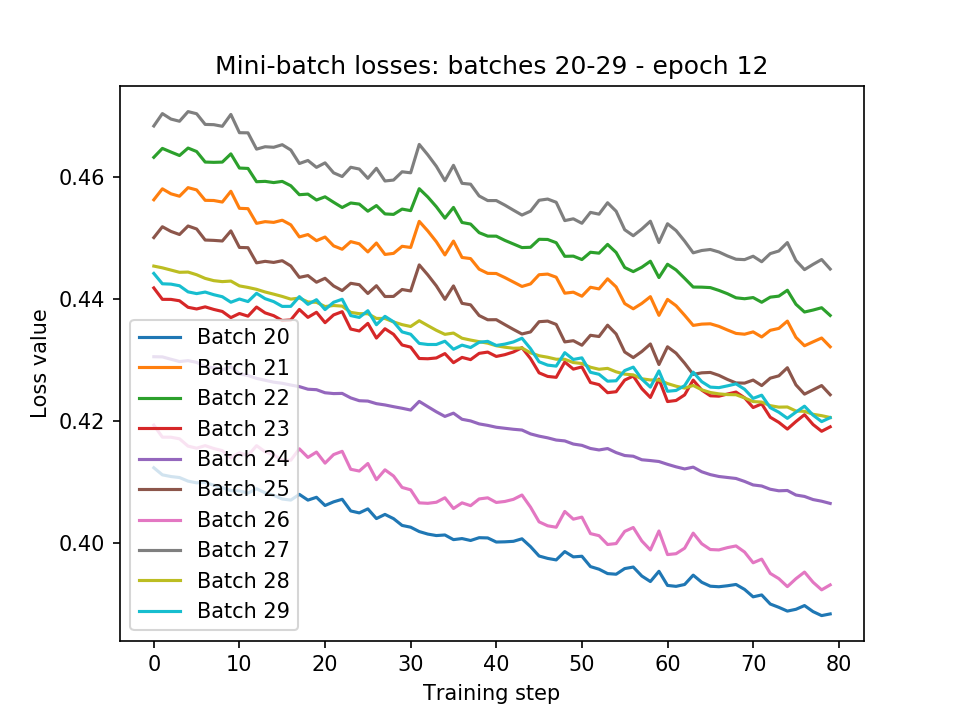 Mini-batch losses: batches 20-29 - epoch 12
Loss value
0.46
0.44
0.42
0.40
Batch 20
Batch 21
Batch 22
Batch 23
Batch 24
Batch 25
Batch 26
Batch 27
Batch 28
Batch 29
0 10 20 30 40 50 60 70 80
Training step